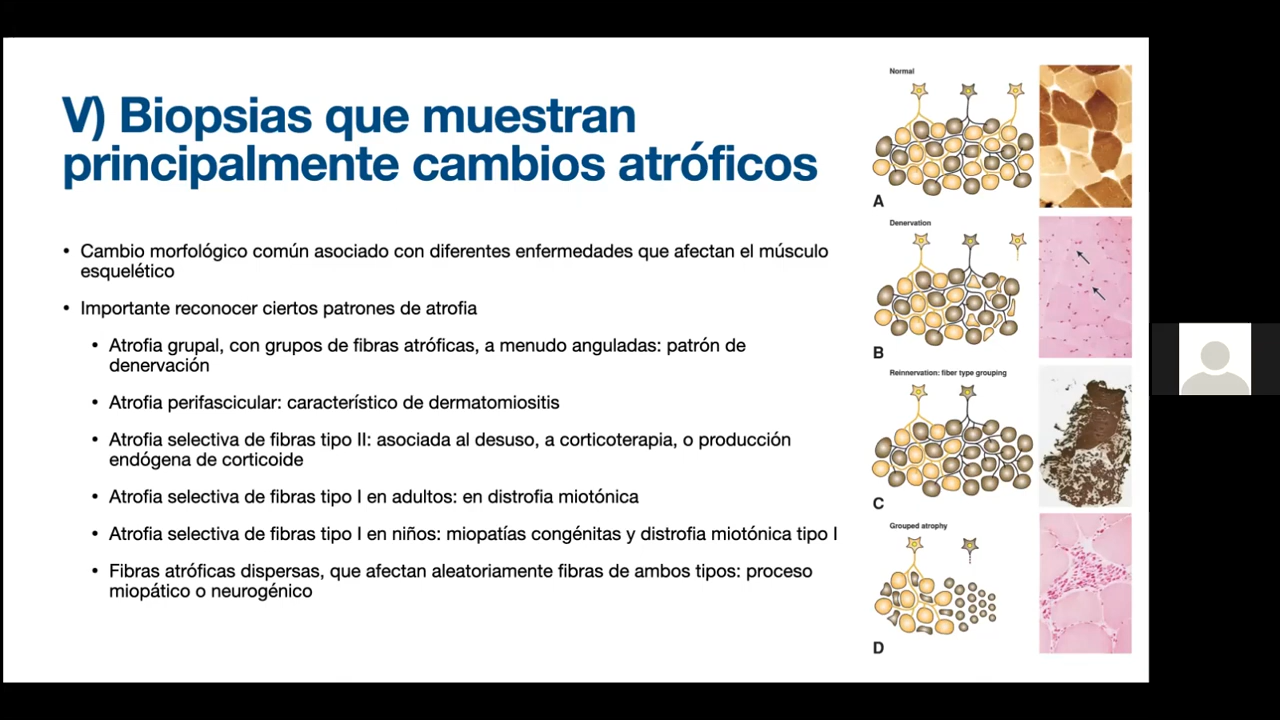 V) Biopsias que muestran
principalmente cambios atróficos
• Cambio morfológico común asociado con diferentes enfermedades que afectan el músculo
esquelético
• Importante reconocer ciertos patrones de atrofia
• Atrofia grupal, con grupos de fibras atróficas, a menudo anguladas: patrón de
denervación
• Atrofia perifascicular: característico de dermatomiositis
• Atrofia selectiva de fibras tipo II: asociada al desuso, a corticoterapia, o producción
endógena de corticoide
• Atrofia selectiva de fibras tipo I en adultos: en distrofia miotónica
• Atrofia selectiva de fibras tipo I en niños: miopatías congénitas y distrofia miotónica tipo I
• Fibras atróficas dispersas, que afectan aleatoriamente fibras de ambos tipos: proceso
miopático o neurogénico
Normal
A
Denervation
B
Reinnervation: fiber type grouping
C
Grouped atrophy
D